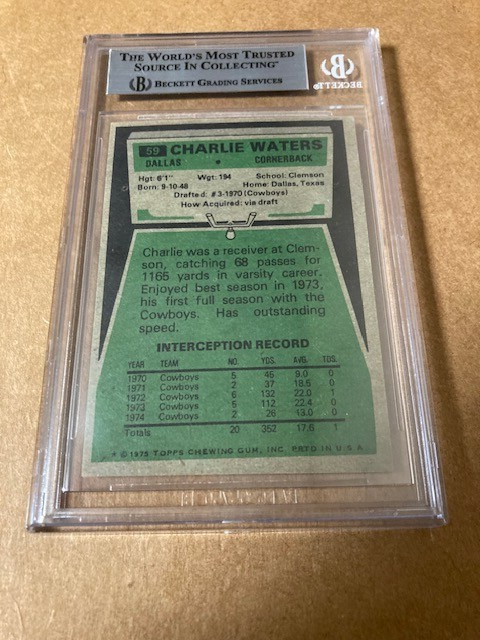 THE WORLD'S MOST TRUSTED
SOURCE IN COLLECTING™
B BECKETT GRADING SERVICES
B
BECKETT
59 CHARLIE WATERS
DALLAS • CORNERBACK
Hgt: 6'1" Wgt: 194 School: Clemson
Born: 9-10-48 Home: Dallas, Texas
Drafted: #3-1970 (Cowboys)
How Acquired: via draft
Charlie was a receiver at Clem-
son, catching 68 passes for
1165 yards in varsity career.
Enjoyed best season in 1973,
his first full season with the
Cowboys. Has outstanding
speed.
INTERCEPTION RECORD
YEAR TEAM NO. YDS. AVG. TDS.
1970 Cowboys 5 45 9.0 0
1971 Cowboys 2 37 18.5 0
1972 Cowboys 6 132 22.0 1
1973 Cowboys 5 112 22.4 0
1974 Cowboys 2 26 13.0 0
Totals 20 352 17.6 1
* © 1975 TOPPS CHEWING GUM, INC. PRTD IN U.S.A.